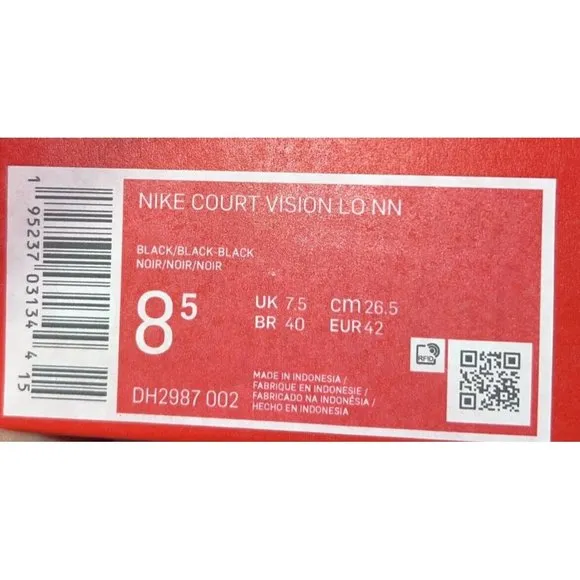 NIKE COURT VISION LO NN
BLACK/BLACK-BLACK
NOIR/NOIR/NOIR
8 5
UK 7.5 cm 26.5
BR 40 EUR 42
RFID
MADE IN INDONESIA /
FABRIQUE EN INDONESIE /
FABRICADO NA INDONÉSIA /
HECHO EN INDONESIA
DH2987 002
1 95237 03134 4 15